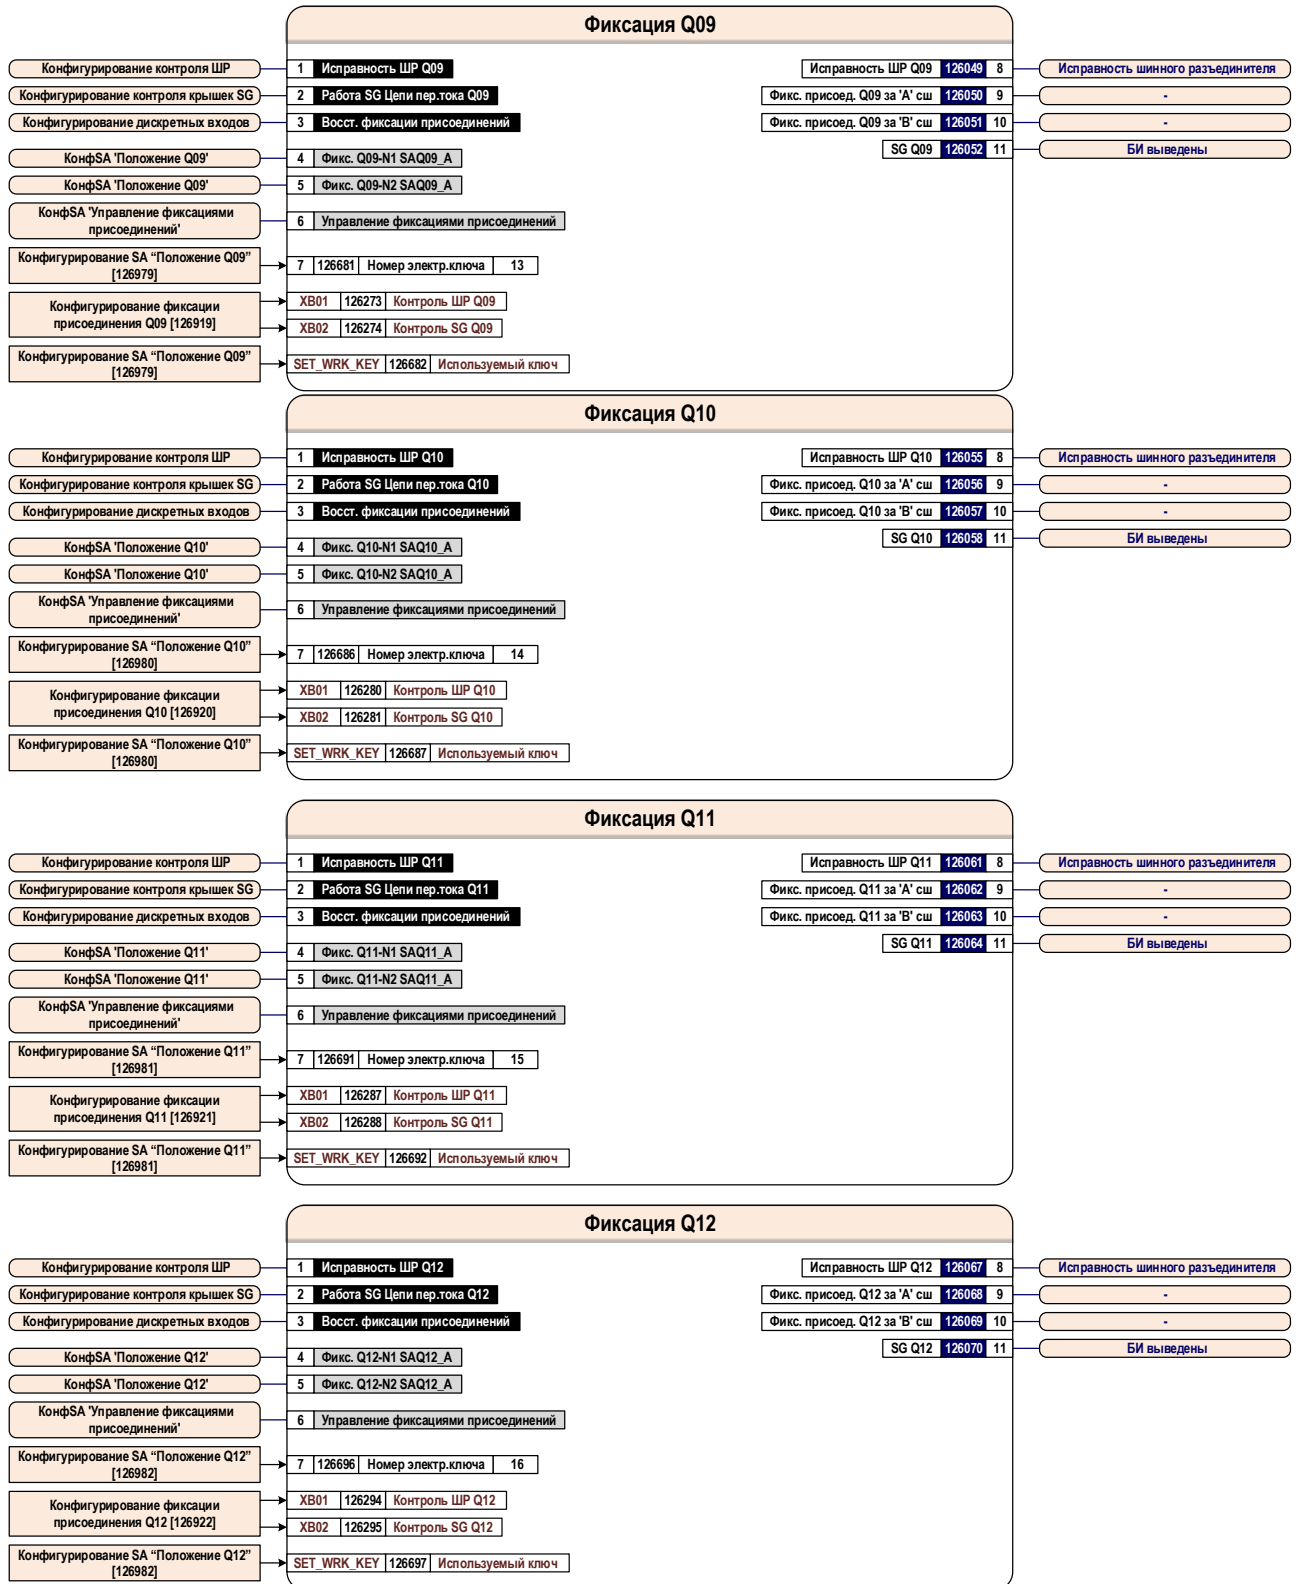 Фиксация Q09
Конфигурирование контроля ШР 1 Исправность ШР Q09 Исправность ШР Q09 126049 8 Исправность шинного разъединителя
Конфигурирование контроля крышек SG 2 Работа SG Цепи пер.тока Q09 Фикс. присоед. Q09 за 'А' сш 126050 9 -
Конфигурирование дискретных входов 3 Восст. фиксации присоединений Фикс. присоед. Q09 за 'В' сш 126051 10 -
SG Q09 126052 11 БИ выведены
КонфSA 'Положение Q09' 4 Фикс. Q09-N1 SAQ09_A
КонфSA 'Положение Q09' 5 Фикс. Q09-N2 SAQ09_A
КонфSA 'Управление фиксациями
присоединений' 6 Управление фиксациями присоединений
Конфигурирование SA “Положение Q09”
[126979] 7 126681 Номер электр.ключа 13
Конфигурирование фиксации
присоединения Q09 [126919]
XB01 126273 Контроль ШР Q09
XB02 126274 Контроль SG Q09
Конфигурирование SA “Положение Q09”
[126979] SET_WRK_KEY 126682 Используемый ключ
Фиксация Q10
Конфигурирование контроля ШР 1 Исправность ШР Q10 Исправность ШР Q10 126055 8 Исправность шинного разъединителя
Конфигурирование контроля крышек SG 2 Работа SG Цепи пер.тока Q10 Фикс. присоед. Q10 за 'А' сш 126056 9 -
Конфигурирование дискретных входов 3 Восст. фиксации присоединений Фикс. присоед. Q10 за 'В' сш 126057 10 -
SG Q10 126058 11 БИ выведены
КонфSA 'Положение Q10' 4 Фикс. Q10-N1 SAQ10_A
КонфSA 'Положение Q10' 5 Фикс. Q10-N2 SAQ10_A
КонфSA 'Управление фиксациями
присоединений' 6 Управление фиксациями присоединений
Конфигурирование SA “Положение Q10”
[126980] 7 126686 Номер электр.ключа 14
Конфигурирование фиксации
присоединения Q10 [126920]
XB01 126280 Контроль ШР Q10
XB02 126281 Контроль SG Q10
Конфигурирование SA “Положение Q10”
[126980] SET_WRK_KEY 126687 Используемый ключ
Фиксация Q11
Конфигурирование контроля ШР 1 Исправность ШР Q11 Исправность ШР Q11 126061 8 Исправность шинного разъединителя
Конфигурирование контроля крышек SG 2 Работа SG Цепи пер.тока Q11 Фикс. присоед. Q11 за 'А' сш 126062 9 -
Конфигурирование дискретных входов 3 Восст. фиксации присоединений Фикс. присоед. Q11 за 'В' сш 126063 10 -
SG Q11 126064 11 БИ выведены
КонфSA 'Положение Q11' 4 Фикс. Q11-N1 SAQ11_A
КонфSA 'Положение Q11' 5 Фикс. Q11-N2 SAQ11_A
КонфSA 'Управление фиксациями
присоединений' 6 Управление фиксациями присоединений
Конфигурирование SA “Положение Q11”
[126981] 7 126691 Номер электр.ключа 15
Конфигурирование фиксации
присоединения Q11 [126921]
XB01 126287 Контроль ШР Q11
XB02 126288 Контроль SG Q11
Конфигурирование SA “Положение Q11”
[126981] SET_WRK_KEY 126692 Используемый ключ
Фиксация Q12
Конфигурирование контроля ШР 1 Исправность ШР Q12 Исправность ШР Q12 126067 8 Исправность шинного разъединителя
Конфигурирование контроля крышек SG 2 Работа SG Цепи пер.тока Q12 Фикс. присоед. Q12 за 'А' сш 126068 9 -
Конфигурирование дискретных входов 3 Восст. фиксации присоединений Фикс. присоед. Q12 за 'В' сш 126069 10 -
SG Q12 126070 11 БИ выведены
КонфSA 'Положение Q12' 4 Фикс. Q12-N1 SAQ12_A
КонфSA 'Положение Q12' 5 Фикс. Q12-N2 SAQ12_A
КонфSA 'Управление фиксациями
присоединений' 6 Управление фиксациями присоединений
Конфигурирование SA “Положение Q12”
[126982] 7 126696 Номер электр.ключа 16
Конфигурирование фиксации
присоединения Q12 [126922]
XB01 126294 Контроль ШР Q12
XB02 126295 Контроль SG Q12
Конфигурирование SA “Положение Q12”
[126982] SET_WRK_KEY 126697 Используемый ключ